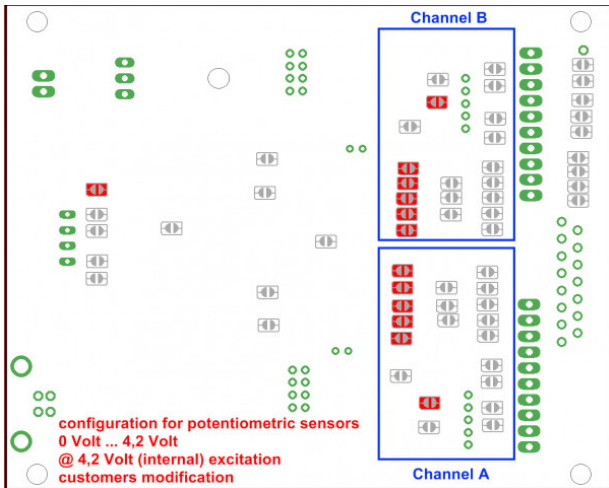 Channel B
configuration for potentiometric sensors
0 Volt ... 4,2 Volt
@ 4,2 Volt (internal) excitation
customers modification
Channel A